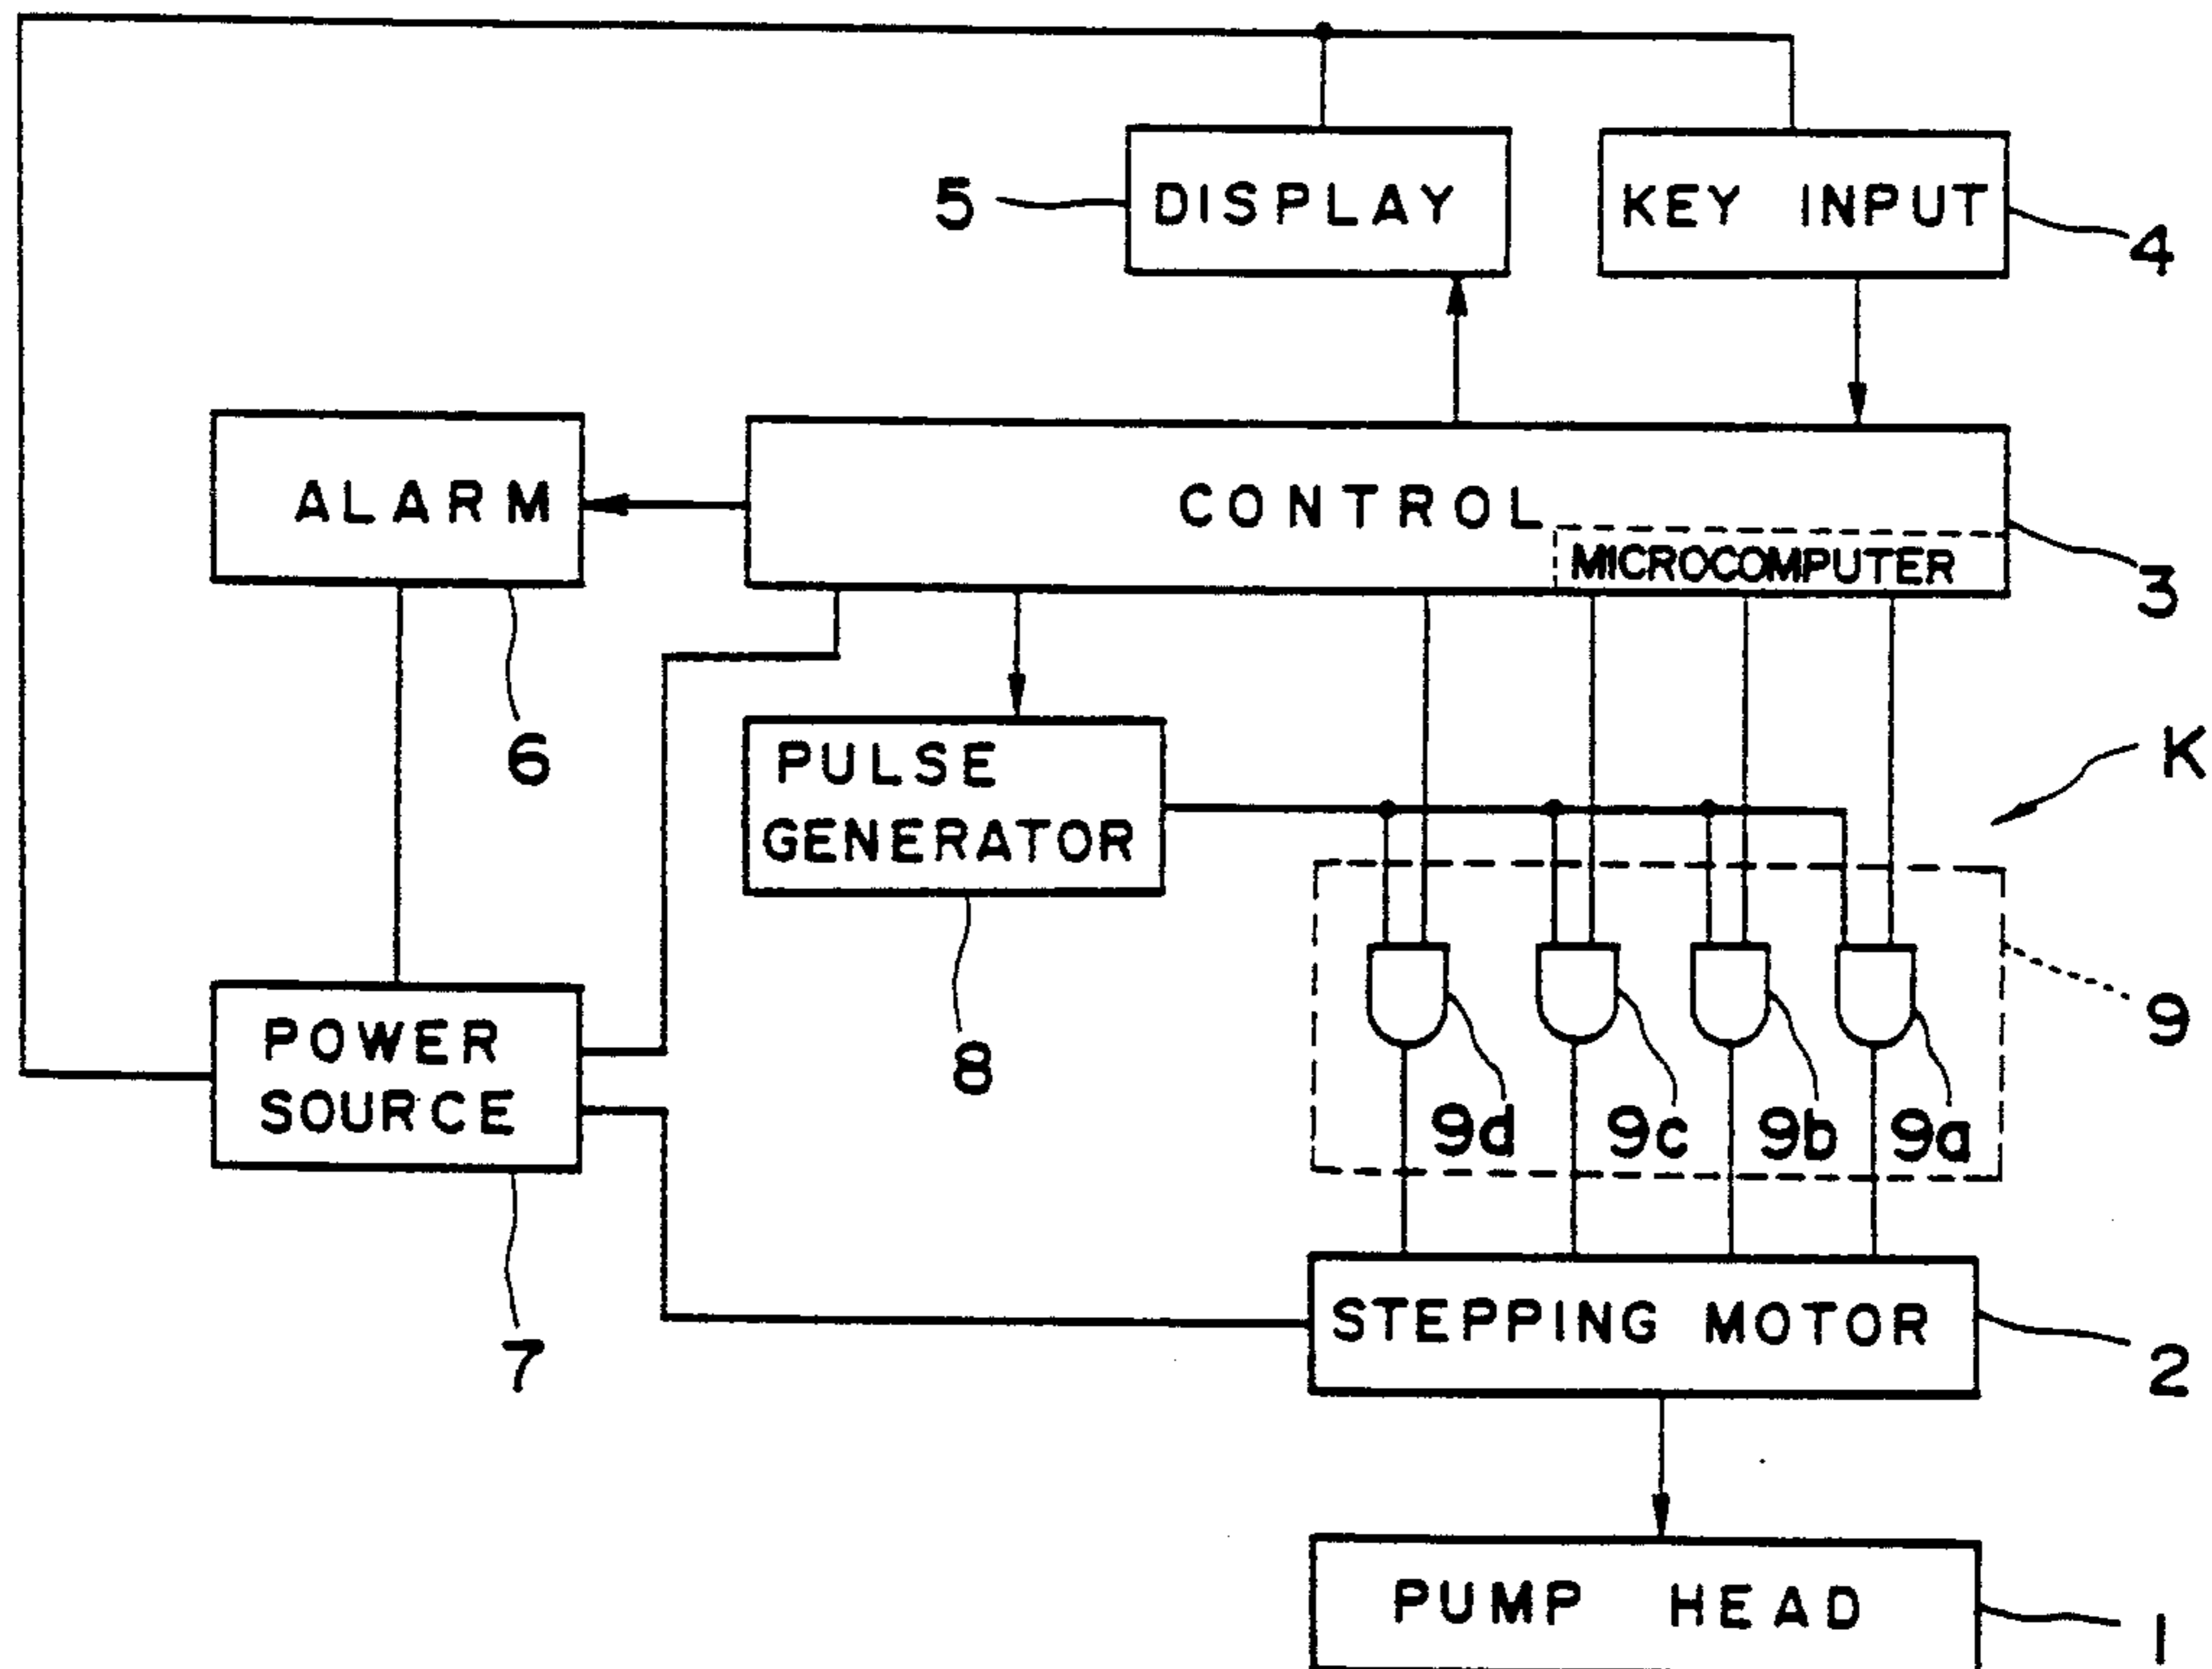 DISPLAY
5
KEY INPUT
4
ALARM
6
CONTROL
MICROCOMPUTER
3
PULSE
GENERATOR
8
K
POWER
SOURCE
7
9
9d
9c
9b
9a
STEPPING MOTOR
2
PUMP HEAD
1